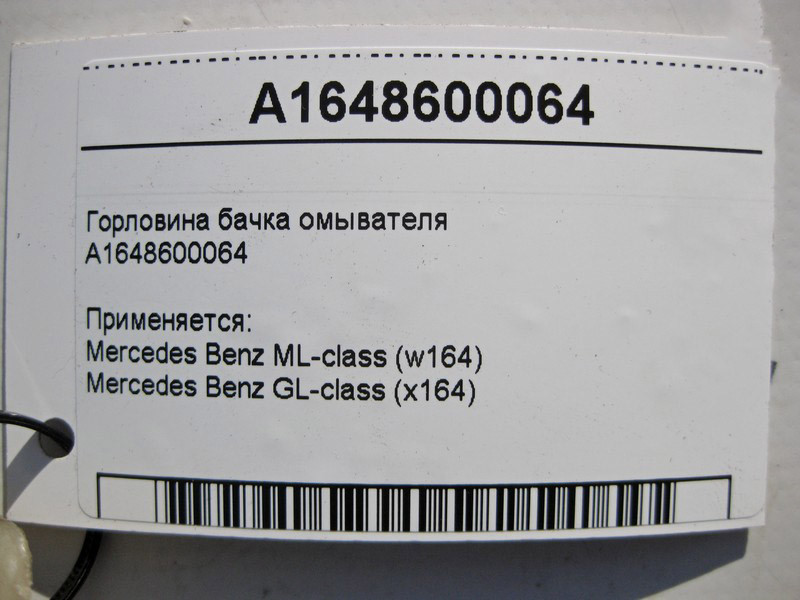 A1648600064
Горловина бачка омывателя
A1648600064
Применяется:
Mercedes Benz ML-class (w164)
Mercedes Benz GL-class (x164)